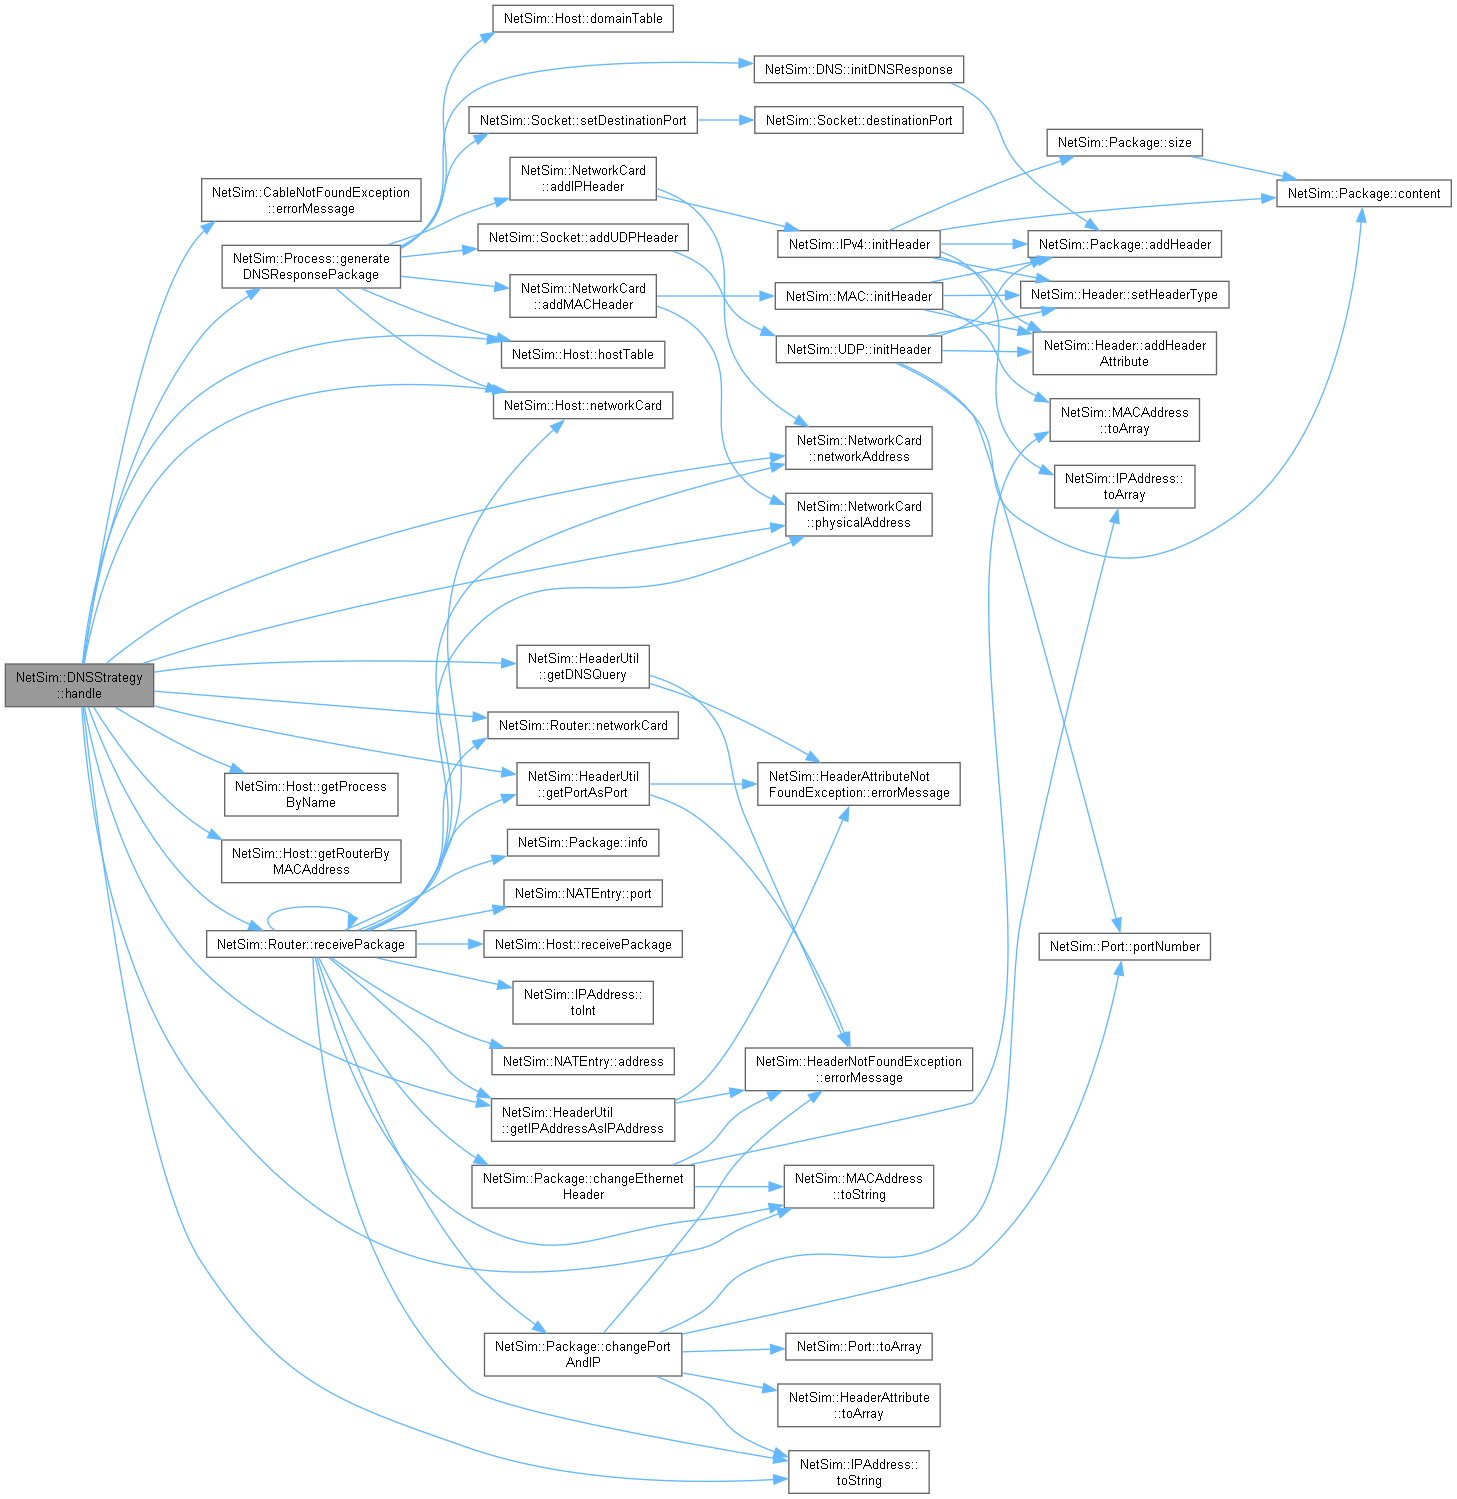 NetSim::DNSStrategy
::handle
NetSim::CableNotFoundException
::errorMessage
NetSim::Process::generate
DNSResponsePackage
NetSim::Host::getProcess
ByName
NetSim::Host::getRouterBy
MACAddress
NetSim::Router::receivePackage
NetSim::Host::domainTable
NetSim::Socket::setDestinationPort
NetSim::NetworkCard
::addIPHeader
NetSim::Socket::addUDPHeader
NetSim::NetworkCard
::addMACHeader
NetSim::Host::hostTable
NetSim::Host::networkCard
NetSim::HeaderUtil
::getDNSQuery
NetSim::Router::networkCard
NetSim::HeaderUtil
::getPortAsPort
NetSim::Package::info
NetSim::NATEntry::port
NetSim::Host::receivePackage
NetSim::IPAddress::
toInt
NetSim::NATEntry::address
NetSim::HeaderUtil
::getIPAddressAsIPAddress
NetSim::Package::changeEthernet
Header
NetSim::Package::changePort
AndIP
NetSim::DNS::initDNSResponse
NetSim::Socket::destinationPort
NetSim::IPv4::initHeader
NetSim::MAC::initHeader
NetSim::UDP::initHeader
NetSim::NetworkCard
::networkAddress
NetSim::NetworkCard
::physicalAddress
NetSim::HeaderAttributeNot
FoundException::errorMessage
NetSim::HeaderNotFoundException
::errorMessage
NetSim::MACAddress
::toString
NetSim::Port::toArray
NetSim::HeaderAttribute
::toArray
NetSim::IPAddress::
toString
NetSim::Package::size
NetSim::Package::addHeader
NetSim::Header::setHeaderType
NetSim::Header::addHeader
Attribute
NetSim::MACAddress
::toArray
NetSim::IPAddress::
toArray
NetSim::Port::portNumber
NetSim::Package::content